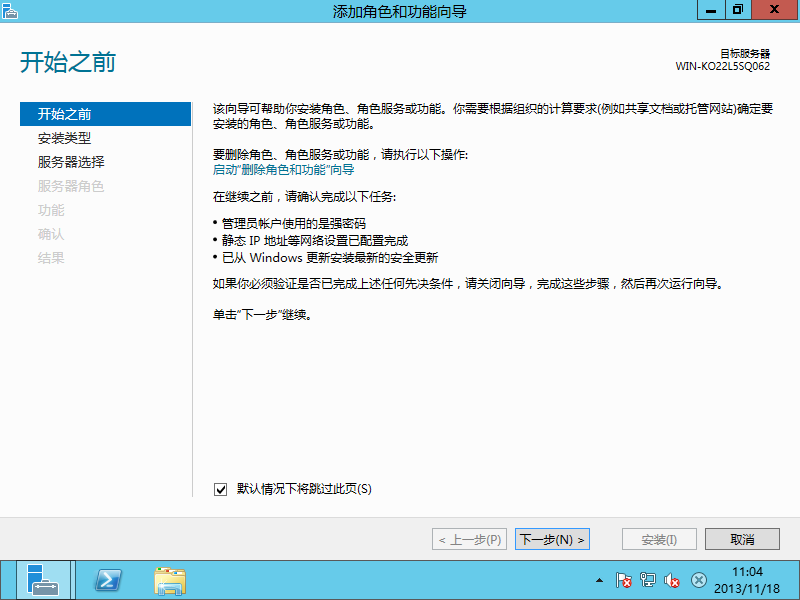 添加角色和功能向导
开始之前
目标服务器
WIN-KO22L5SQ062
开始之前
安装类型
服务器选择
服务器角色
功能
确认
结果
该向导可帮助你安装角色、角色服务或功能。你需要根据组织的计算要求(例如共享文档或托管网站)确定要
安装的角色、角色服务或功能。
要删除角色、角色服务或功能，请执行以下操作:
启动“删除角色和功能”向导
在继续之前，请确认完成以下任务:
• 管理员帐户使用的是强密码
• 静态 IP 地址等网络设置已配置完成
• 已从 Windows 更新安装最新的安全更新
如果你必须验证是否已完成上述任何先决条件，请关闭向导，完成这些步骤，然后再次运行向导。
单击“下一步”继续。
默认情况下将跳过此页(S)
< 上一步(P)
下一步(N) >
安装(I)
取消
11:04
2013/11/18